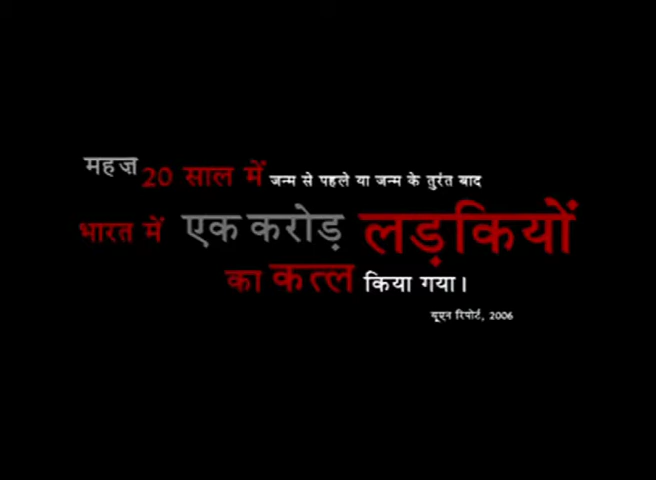 महज़ 20 साल में जन्म से पहले या जन्म के तुरंत बाद
भारत में एक करोड़ लड़कियों
का कत्ल किया गया।
यूएन रिपोर्ट, 2006